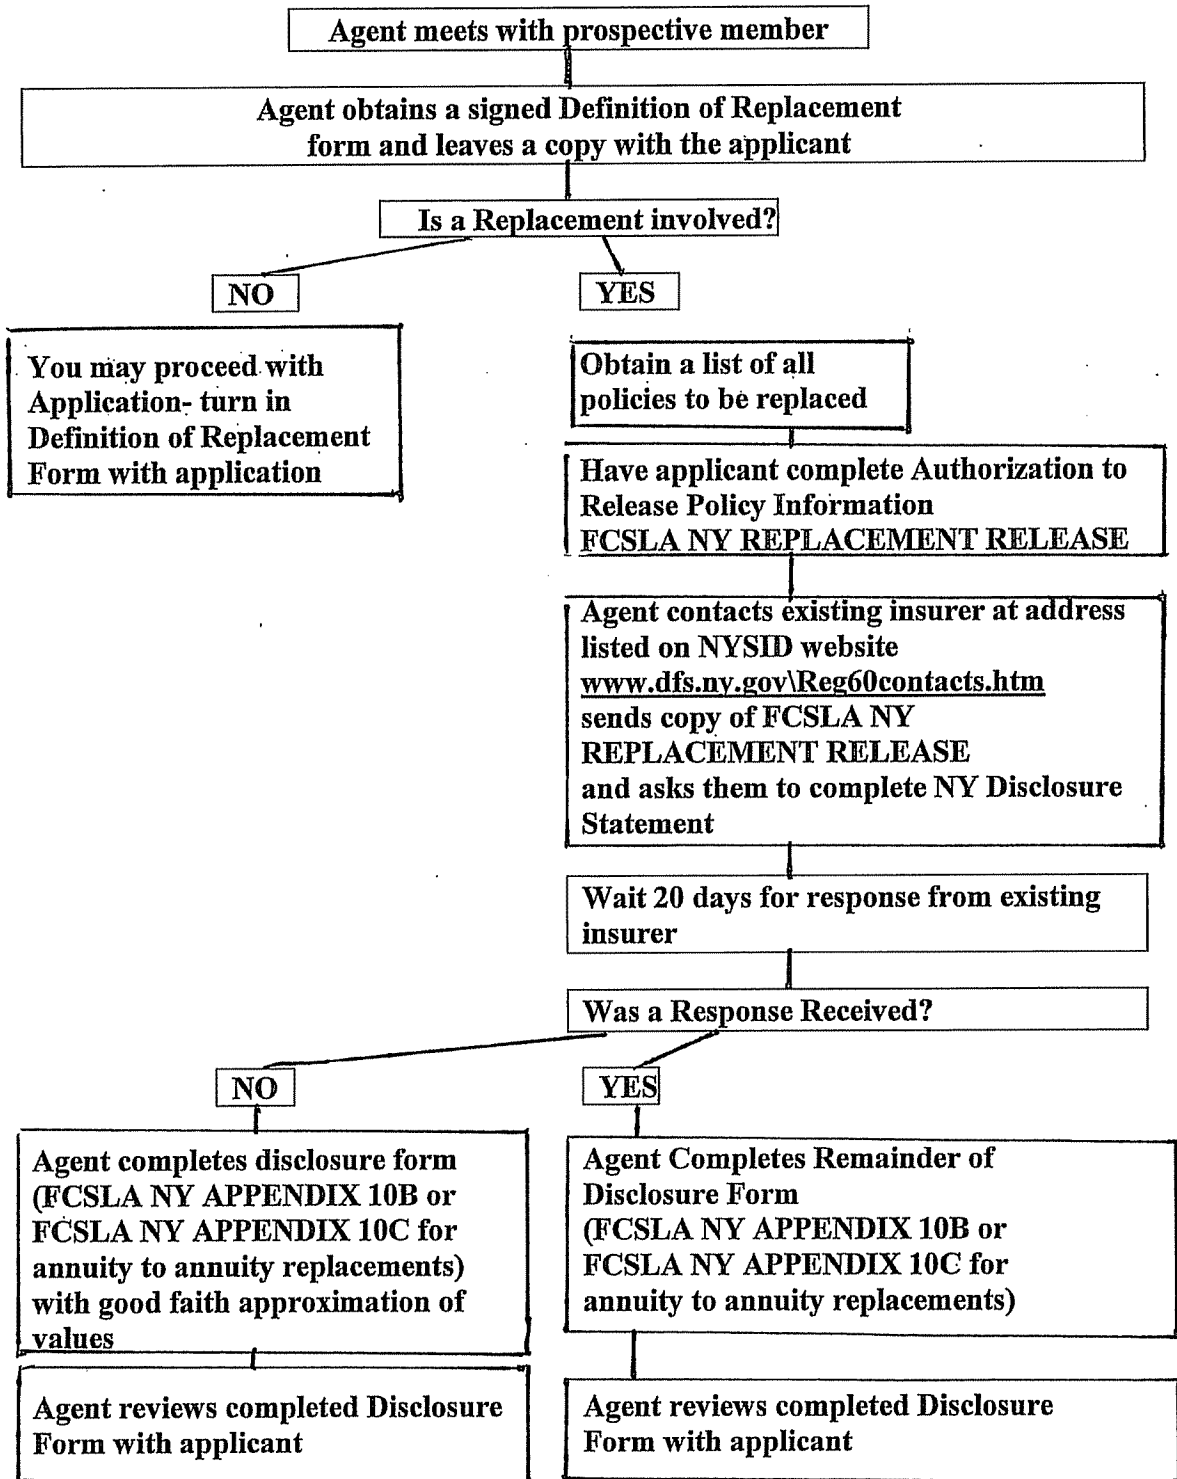 Agent meets with prospective member
Agent obtains a signed Definition of Replacement
form and leaves a copy with the applicant
Is a Replacement involved?
NO
YES
You may proceed with
Application- turn in
Definition of Replacement
Form with application
Obtain a list of all
policies to be replaced
Have applicant complete Authorization to
Release Policy Information
FCSLA NY REPLACEMENT RELEASE
Agent contacts existing insurer at address
listed on NYSID website
www.dfs.ny.gov\Reg60contacts.htm
sends copy of FCSLA NY
REPLACEMENT RELEASE
and asks them to complete NY Disclosure
Statement
Wait 20 days for response from existing
insurer
Was a Response Received?
NO
YES
Agent completes disclosure form
(FCSLA NY APPENDIX 10B or
FCSLA NY APPENDIX 10C for
annuity to annuity replacements)
with good faith approximation of
values
Agent Completes Remainder of
Disclosure Form
(FCSLA NY APPENDIX 10B or
FCSLA NY APPENDIX 10C for
annuity to annuity replacements)
Agent reviews completed Disclosure
Form with applicant
Agent reviews completed Disclosure
Form with applicant